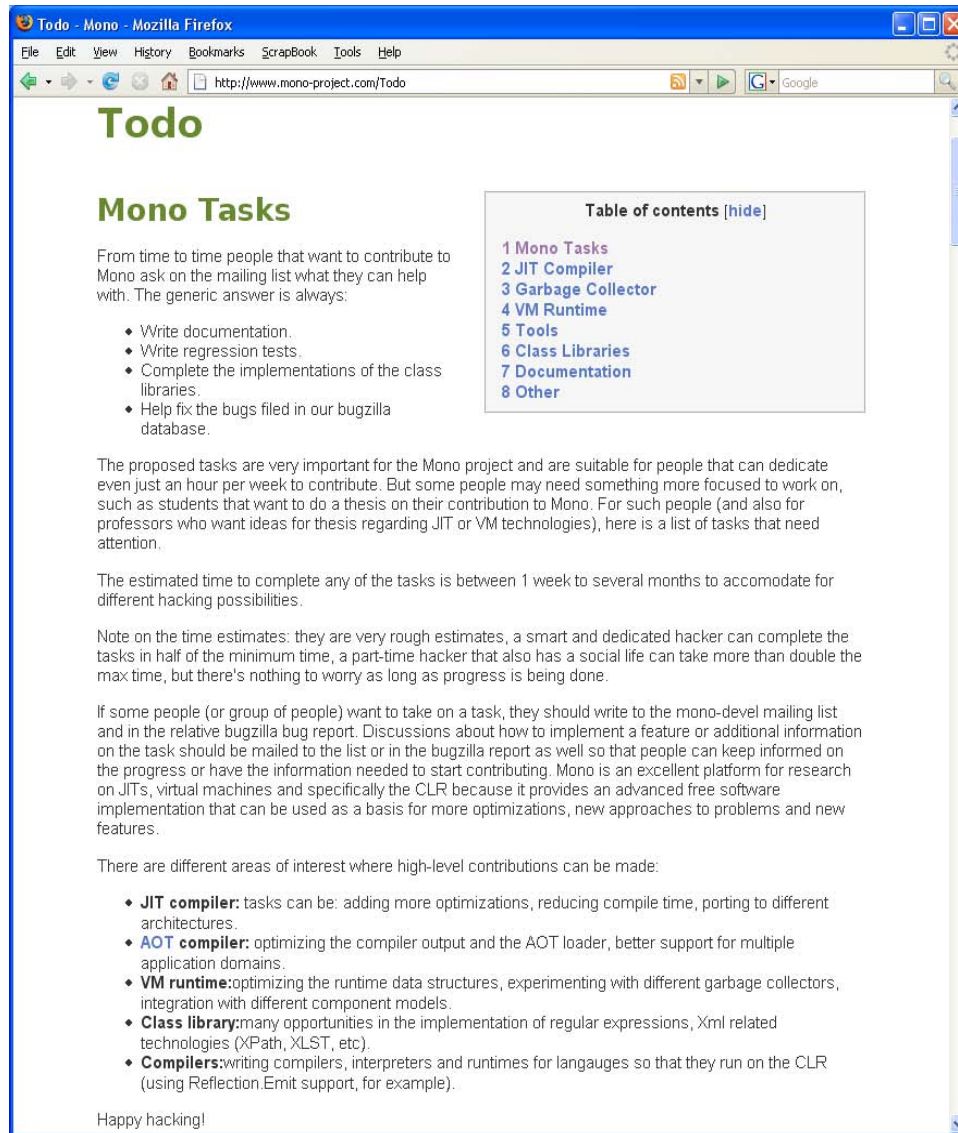 Todo - Mono - Mozilla Firefox
File Edit View History Bookmarks ScrapBook Tools Help
http://www.mono-project.com/Todo
G Google
Todo
Mono Tasks
From time to time people that want to contribute to
Mono ask on the mailing list what they can help
with. The generic answer is always:
• Write documentation.
• Write regression tests.
• Complete the implementations of the class
libraries.
• Help fix the bugs filed in our bugzilla
database.
Table of contents [hide]
1 Mono Tasks
2 JIT Compiler
3 Garbage Collector
4 VM Runtime
5 Tools
6 Class Libraries
7 Documentation
8 Other
The proposed tasks are very important for the Mono project and are suitable for people that can dedicate
even just an hour per week to contribute. But some people may need something more focused to work on,
such as students that want to do a thesis on their contribution to Mono. For such people (and also for
professors who want ideas for thesis regarding JIT or VM technologies), here is a list of tasks that need
attention.
The estimated time to complete any of the tasks is between 1 week to several months to accomodate for
different hacking possibilities.
Note on the time estimates: they are very rough estimates, a smart and dedicated hacker can complete the
tasks in half of the minimum time, a part-time hacker that also has a social life can take more than double the
max time, but there's nothing to worry as long as progress is being done.
If some people (or group of people) want to take on a task, they should write to the mono-devel mailing list
and in the relative bugzilla bug report. Discussions about how to implement a feature or additional information
on the task should be mailed to the list or in the bugzilla report as well so that people can keep informed on
the progress or have the information needed to start contributing. Mono is an excellent platform for research
on JITs, virtual machines and specifically the CLR because it provides an advanced free software
implementation that can be used as a basis for more optimizations, new approaches to problems and new
features.
There are different areas of interest where high-level contributions can be made:
• JIT compiler: tasks can be: adding more optimizations, reducing compile time, porting to different
architectures.
• AOT compiler: optimizing the compiler output and the AOT loader, better support for multiple
application domains.
• VM runtime:optimizing the runtime data structures, experimenting with different garbage collectors,
integration with different component models.
• Class library:many opportunities in the implementation of regular expressions, Xml related
technologies (XPath, XLST, etc).
• Compilers:writing compilers, interpreters and runtimes for langauges so that they run on the CLR
(using Reflection.Emit support, for example).
Happy hacking!